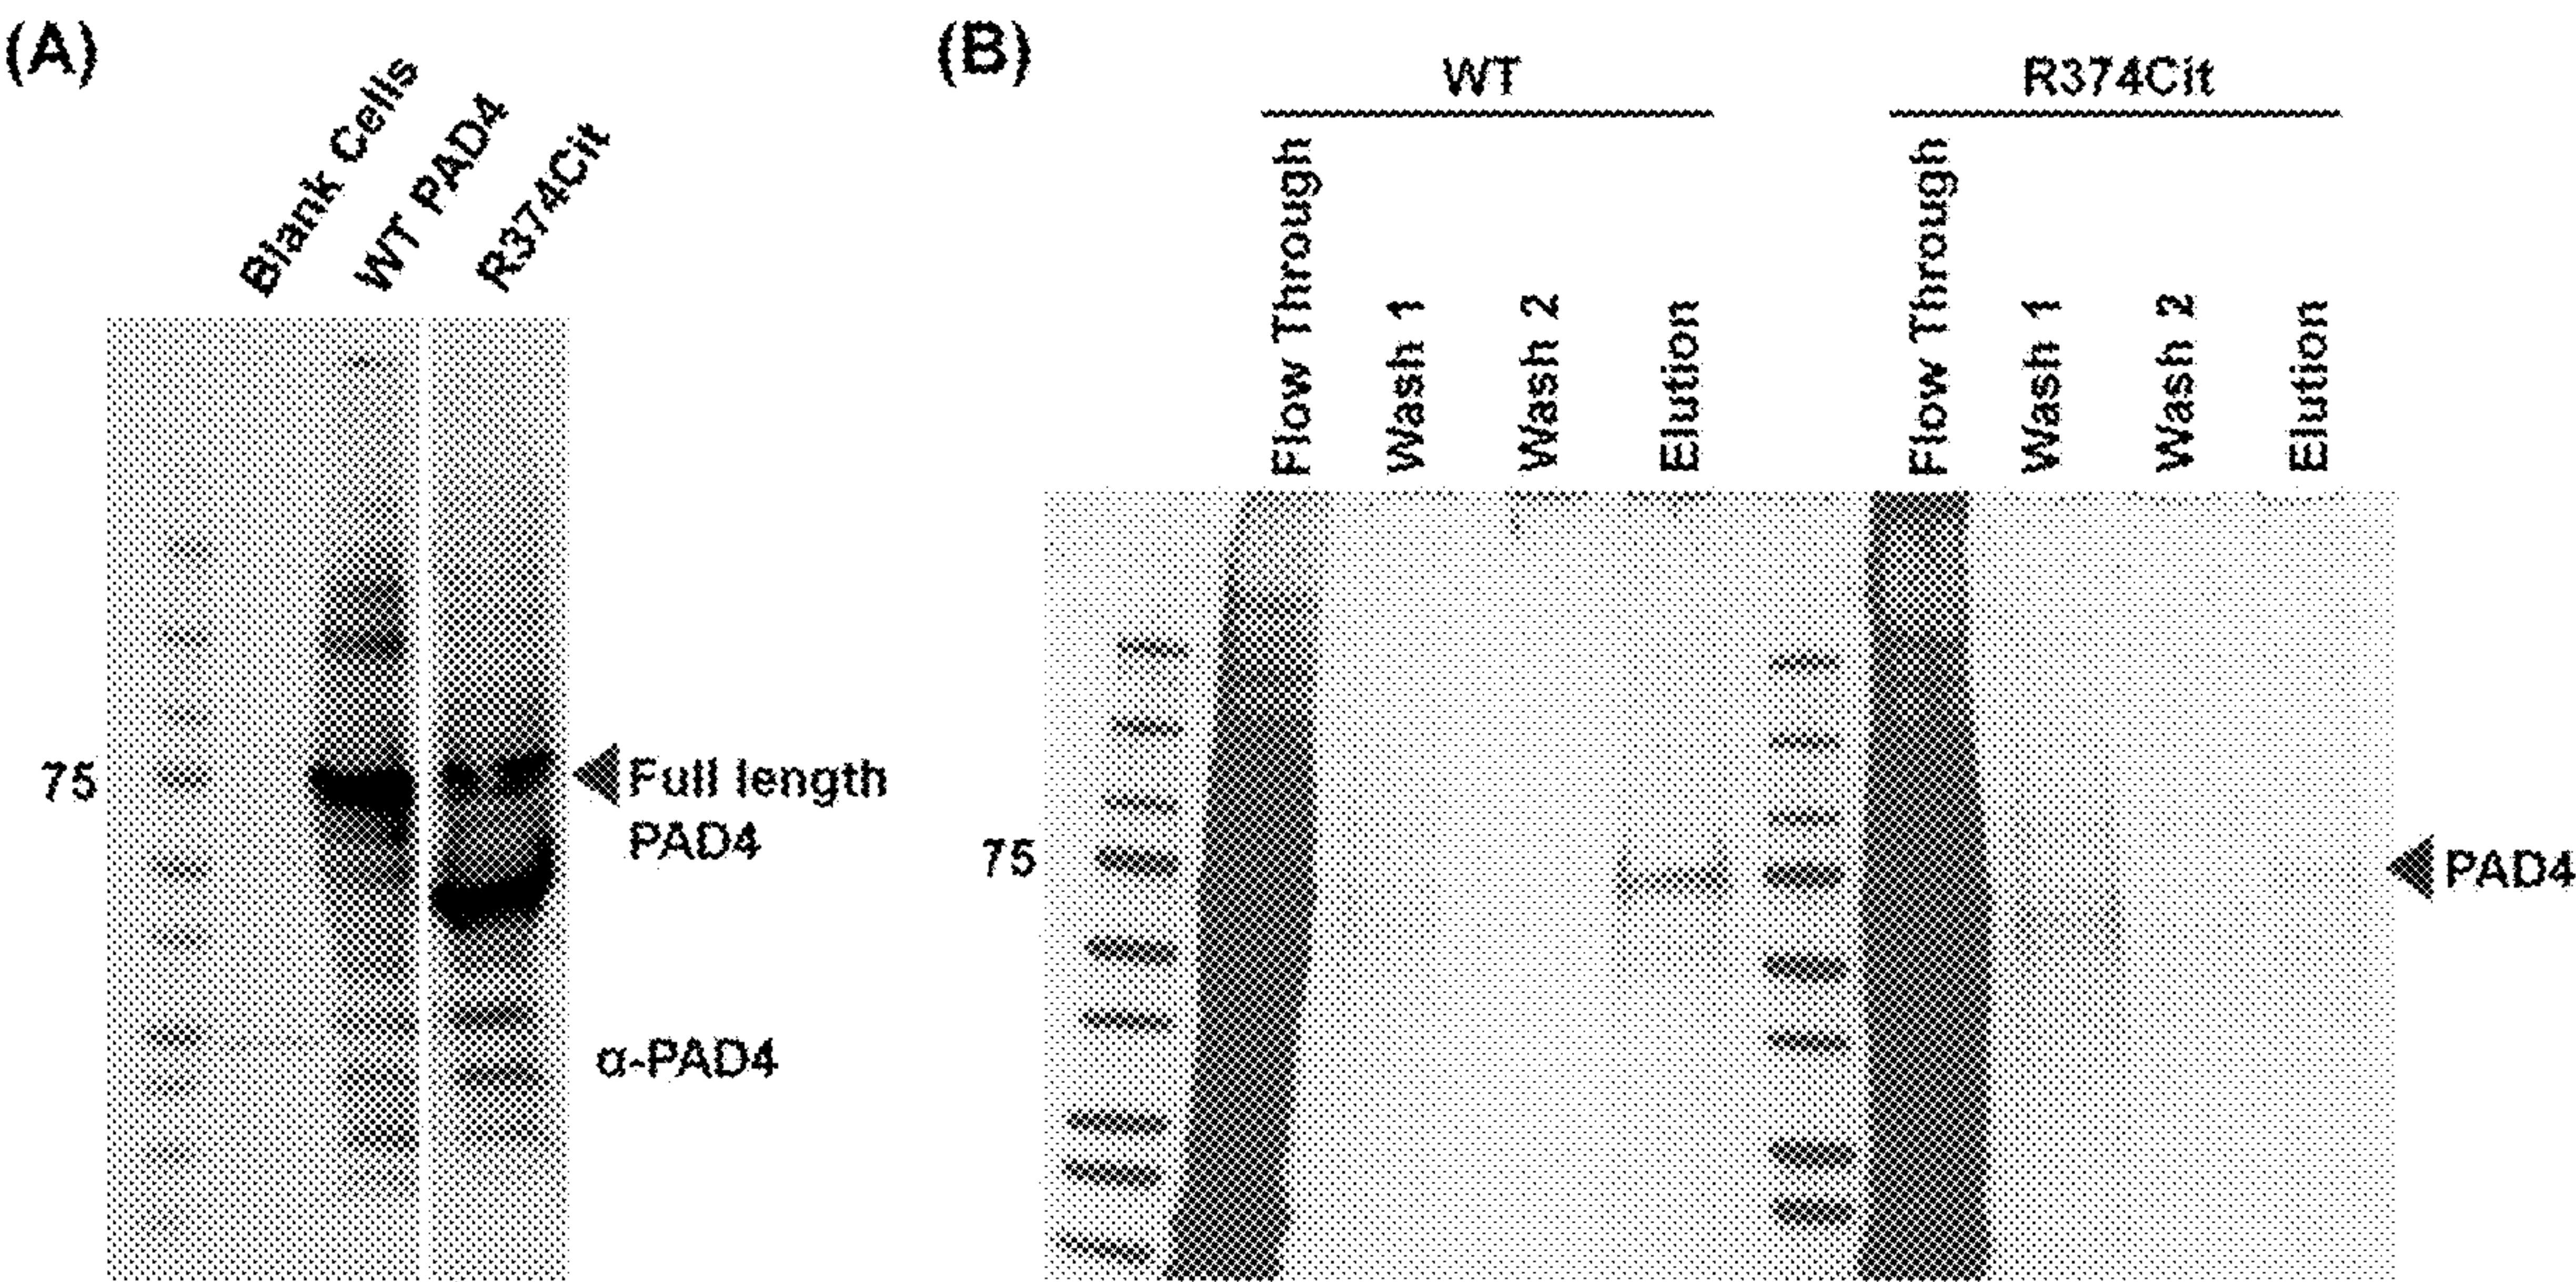 (A)
Blank Cells
WT PAD4
R374Cit
75
Full length
PAD4
α-PAD4
(B)
WT
R374Cit
Flow Through
Wash 1
Wash 2
Elution
Flow Through
Wash 1
Wash 2
Elution
75
PAD4